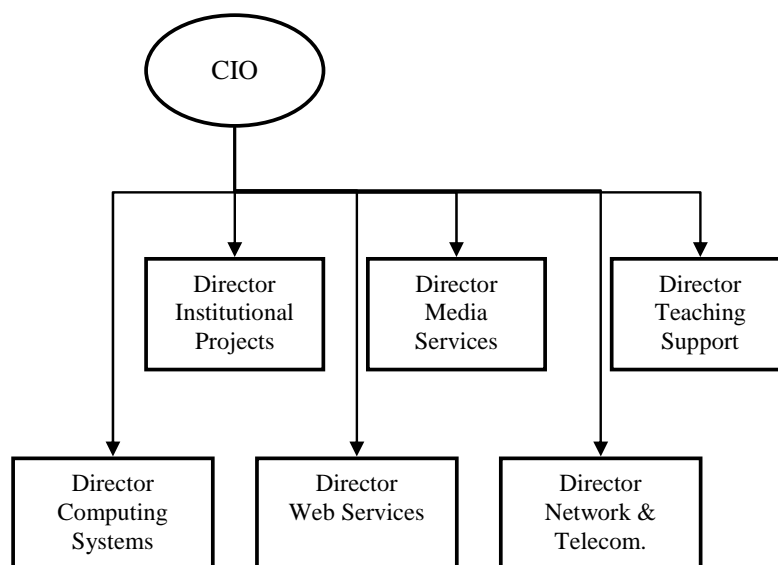 CIO
Director
Institutional
Projects
Director
Media
Services
Director
Teaching
Support
Director
Computing
Systems
Director
Web Services
Director
Network &
Telecom.